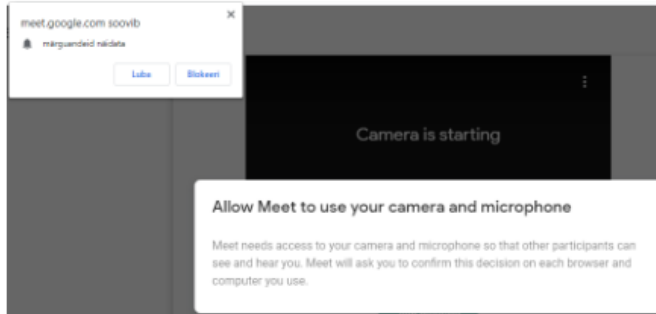 meet.google.com soovib
märguandeid näidata
Luba
Blokeeri
Camera is starting
Allow Meet to use your camera and microphone
Meet needs access to your camera and microphone so that other participants can
see and hear you. Meet will ask you to confirm this decision on each browser and
computer you use.